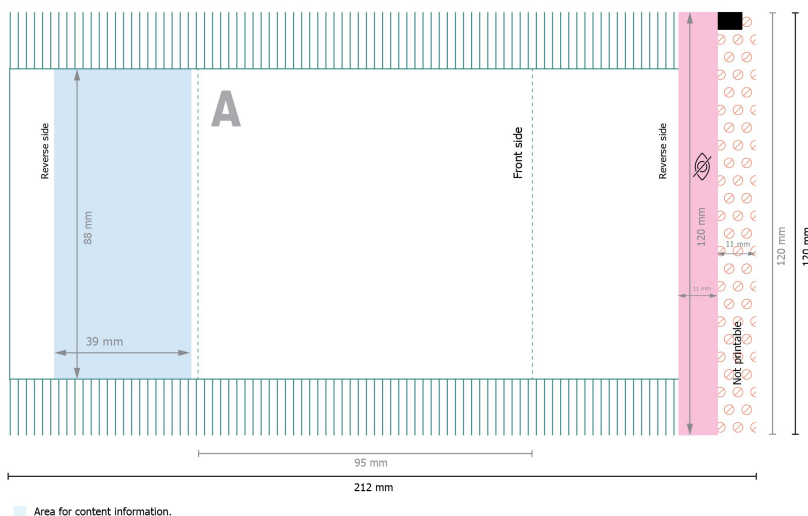 A
Reverse side
Front side
Reverse side
88 mm
39 mm
120 mm
11 mm
11 mm
Not printable
120 mm
120 mm
95 mm
212 mm
Area for content information.